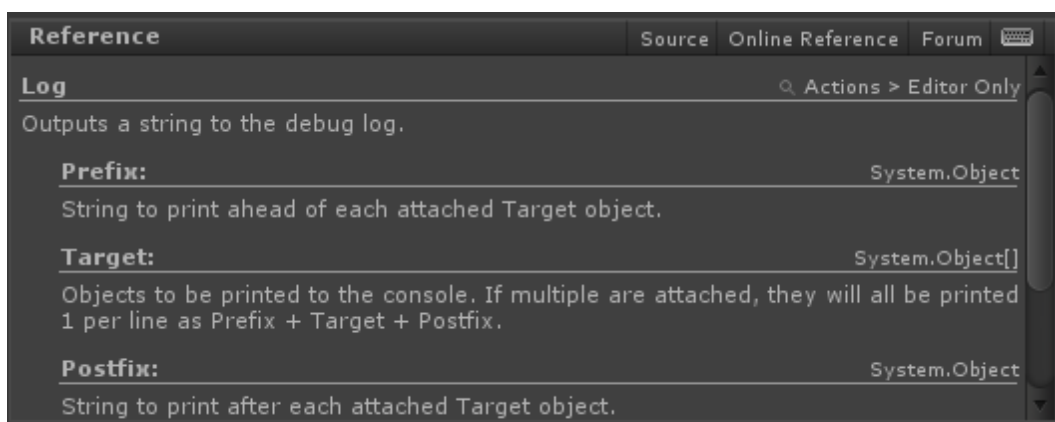 Reference
Source Online Reference Forum
Log
Actions > Editor Only
Outputs a string to the debug log.
Prefix:
System.Object
String to print ahead of each attached Target object.
Target:
System.Object[]
Objects to be printed to the console. If multiple are attached, they will all be printed
1 per line as Prefix + Target + Postfix.
Postfix:
System.Object
String to print after each attached Target object.